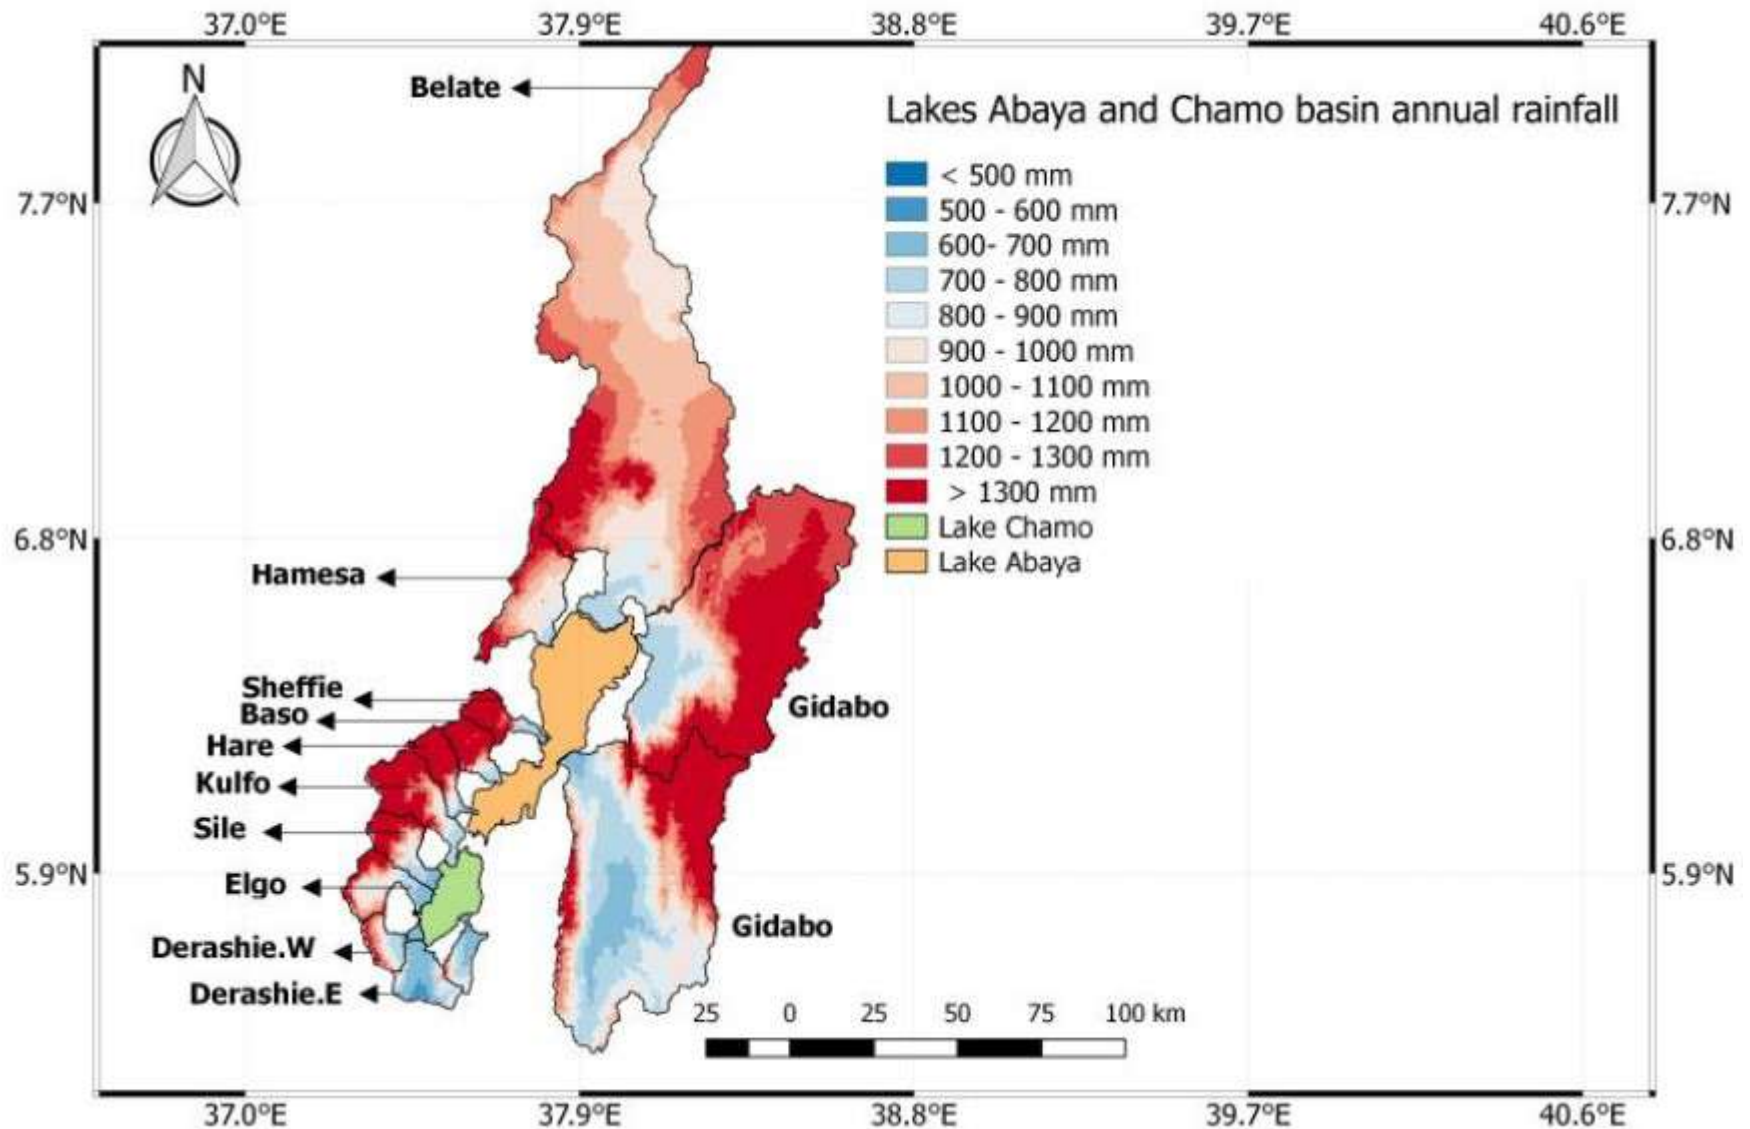 37.0°E 37.9°E 38.8°E 39.7°E 40.6°E
N
Belate
Lakes Abaya and Chamo basin annual rainfall
< 500 mm
500 - 600 mm
600- 700 mm
700 - 800 mm
800 - 900 mm
900 - 1000 mm
1000 - 1100 mm
1100 - 1200 mm
1200 - 1300 mm
> 1300 mm
Lake Chamo
Lake Abaya
7.7°N 7.7°N
6.8°N 6.8°N
Hamesa
Sheffie
Baso
Gidabo
Hare
Kulfo
Sile
5.9°N 5.9°N
Elgo
Gidabo
Derashie.W
Derashie.E
25 0 25 50 75 100 km
37.0°E 37.9°E 38.8°E 39.7°E 40.6°E